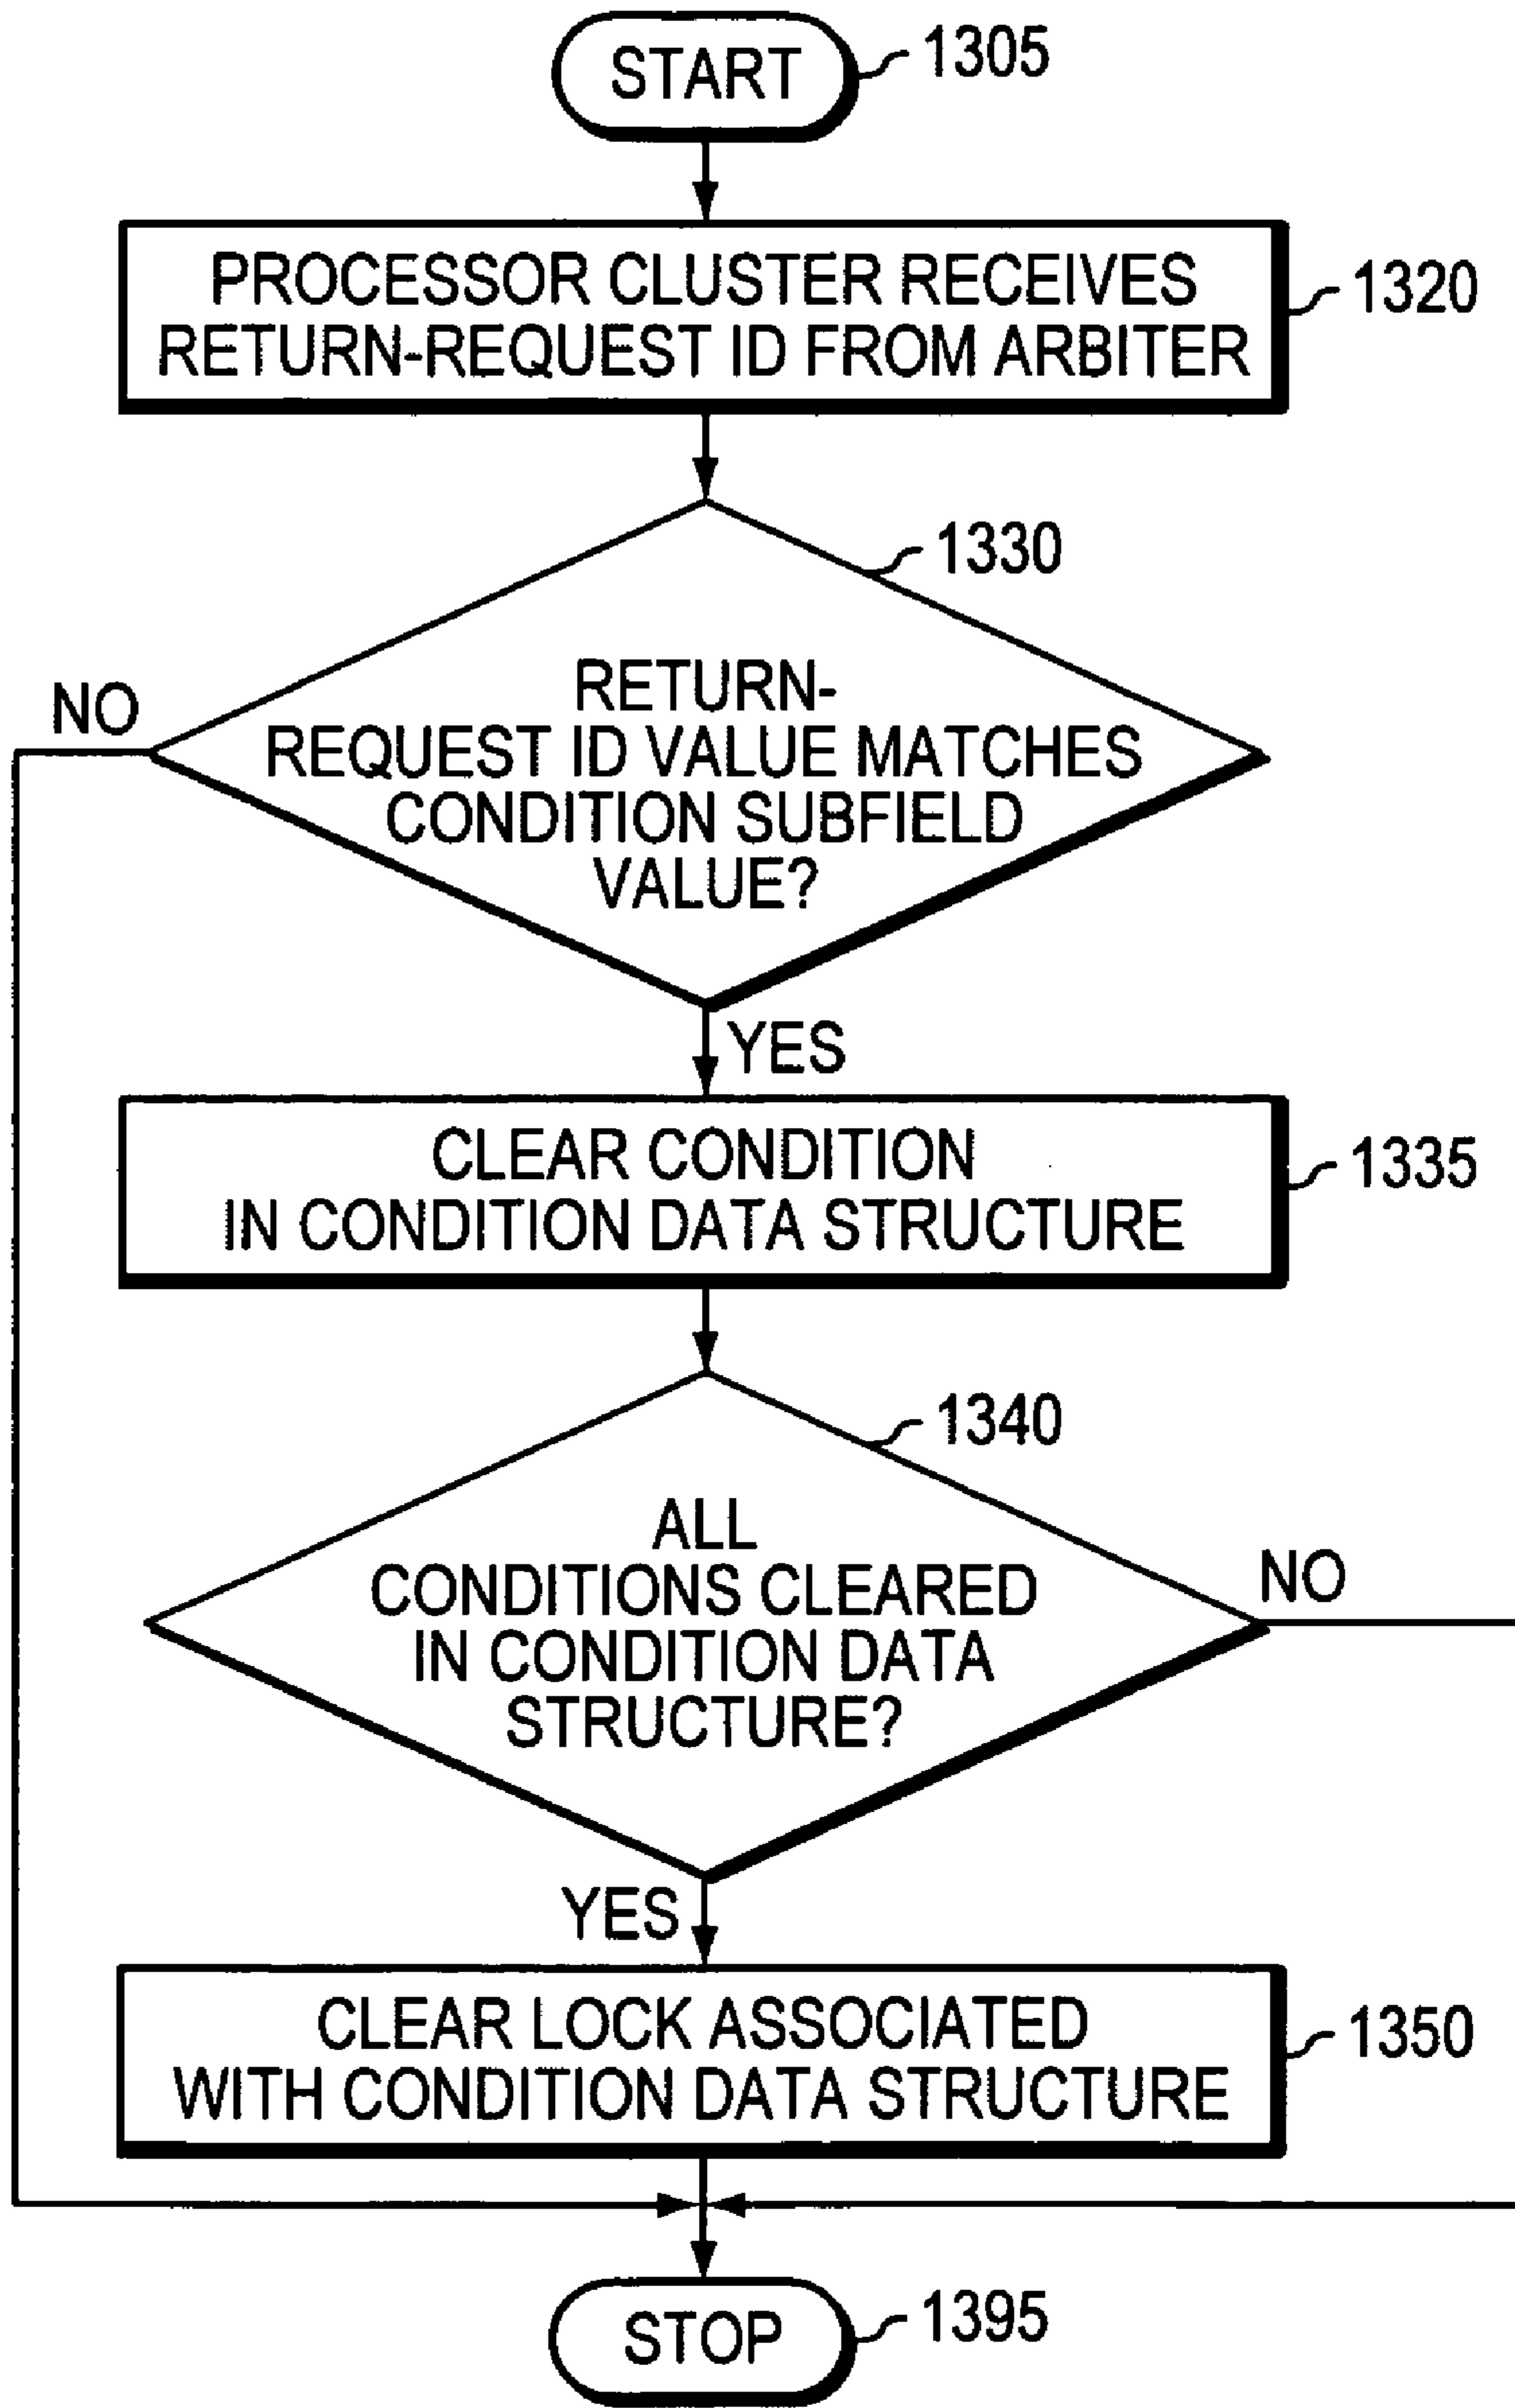 START
1305
PROCESSOR CLUSTER RECEIVES
RETURN-REQUEST ID FROM ARBITER
1320
1330
RETURN-
REQUEST ID VALUE MATCHES
CONDITION SUBFIELD
VALUE?
NO
YES
CLEAR CONDITION
IN CONDITION DATA STRUCTURE
1335
1340
ALL
CONDITIONS CLEARED
IN CONDITION DATA
STRUCTURE?
NO
YES
CLEAR LOCK ASSOCIATED
WITH CONDITION DATA STRUCTURE
1350
STOP
1395